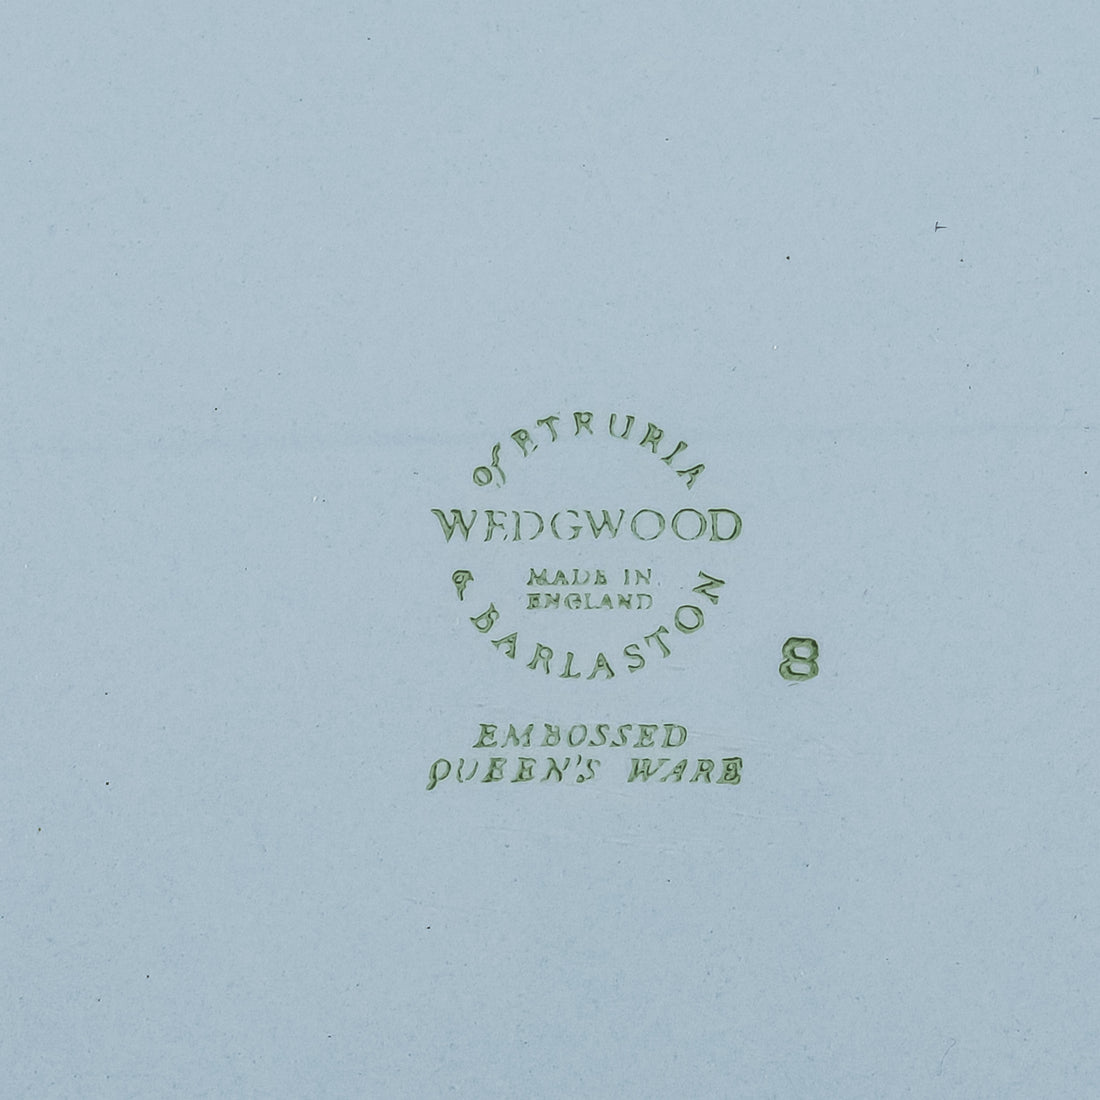 of ETRURIA
WEDGWOOD
MADE IN
ENGLAND
& BARLASTON
8
EMBOSSED
QUEEN'S WARE